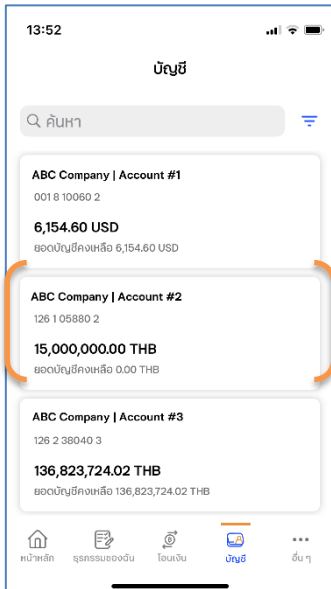 13:52
บัญชี
ค้นหา
ABC Company | Account #1
001 8 10060 2
6,154.60 USD
ยอดบัญชีคงเหลือ 6,154.60 USD
ABC Company | Account #2
126 1 05880 2
15,000,000.00 THB
ยอดบัญชีคงเหลือ 0.00 THB
ABC Company | Account #3
126 2 38040 3
136,823,724.02 THB
ยอดบัญชีคงเหลือ 136,823,724.02 THB
หน้าหลัก ธุรกรรมของฉัน โอนเงิน บัญชี อื่น ๆ